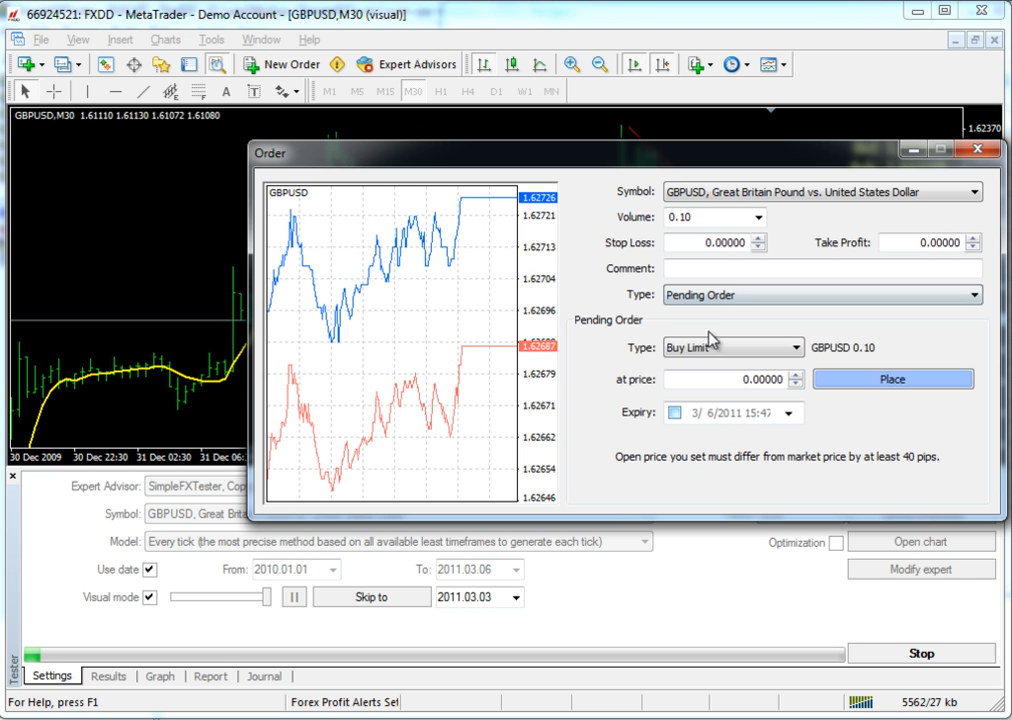 66924521: FXDD - MetaTrader - Demo Account - [GBPUSD,M30 (visual)]
File View Insert Charts Tools Window Help
New Order Expert Advisors
A T M1 M5 M15 M30 H1 H4 D1 W1 MN
GBPUSD,M30 1.61110 1.61130 1.61072 1.61080
1.62370
Order
GBPUSD
1.62726
1.62721
1.62713
1.62704
1.62696
1.62687
1.62679
1.62671
1.62662
1.62654
1.62646
Symbol: GBPUSD, Great Britain Pound vs. United States Dollar
Volume: 0.10
Stop Loss: 0.00000 Take Profit: 0.00000
Comment:
Type: Pending Order
Pending Order
Type: Buy Limit GBPUSD 0.10
at price: 0.00000 Place
Expiry: 3/ 6/2011 15:47
Open price you set must differ from market price by at least 40 pips.
30 Dec 2009 30 Dec 22:30 31 Dec 02:30 31 Dec 06:
Expert Advisor: SimpleFXTester, Cop
Symbol: GBPUSD, Great Brita
Model: Every tick (the most precise method based on all available least timeframes to generate each tick) Optimization Open chart
Use date From: 2010.01.01 To: 2011.03.06 Modify expert
Visual mode Skip to 2011.03.03
Stop
Tester
Settings Results Graph Report Journal
For Help, press F1 Forex Profit Alerts Set 5562/27 kb